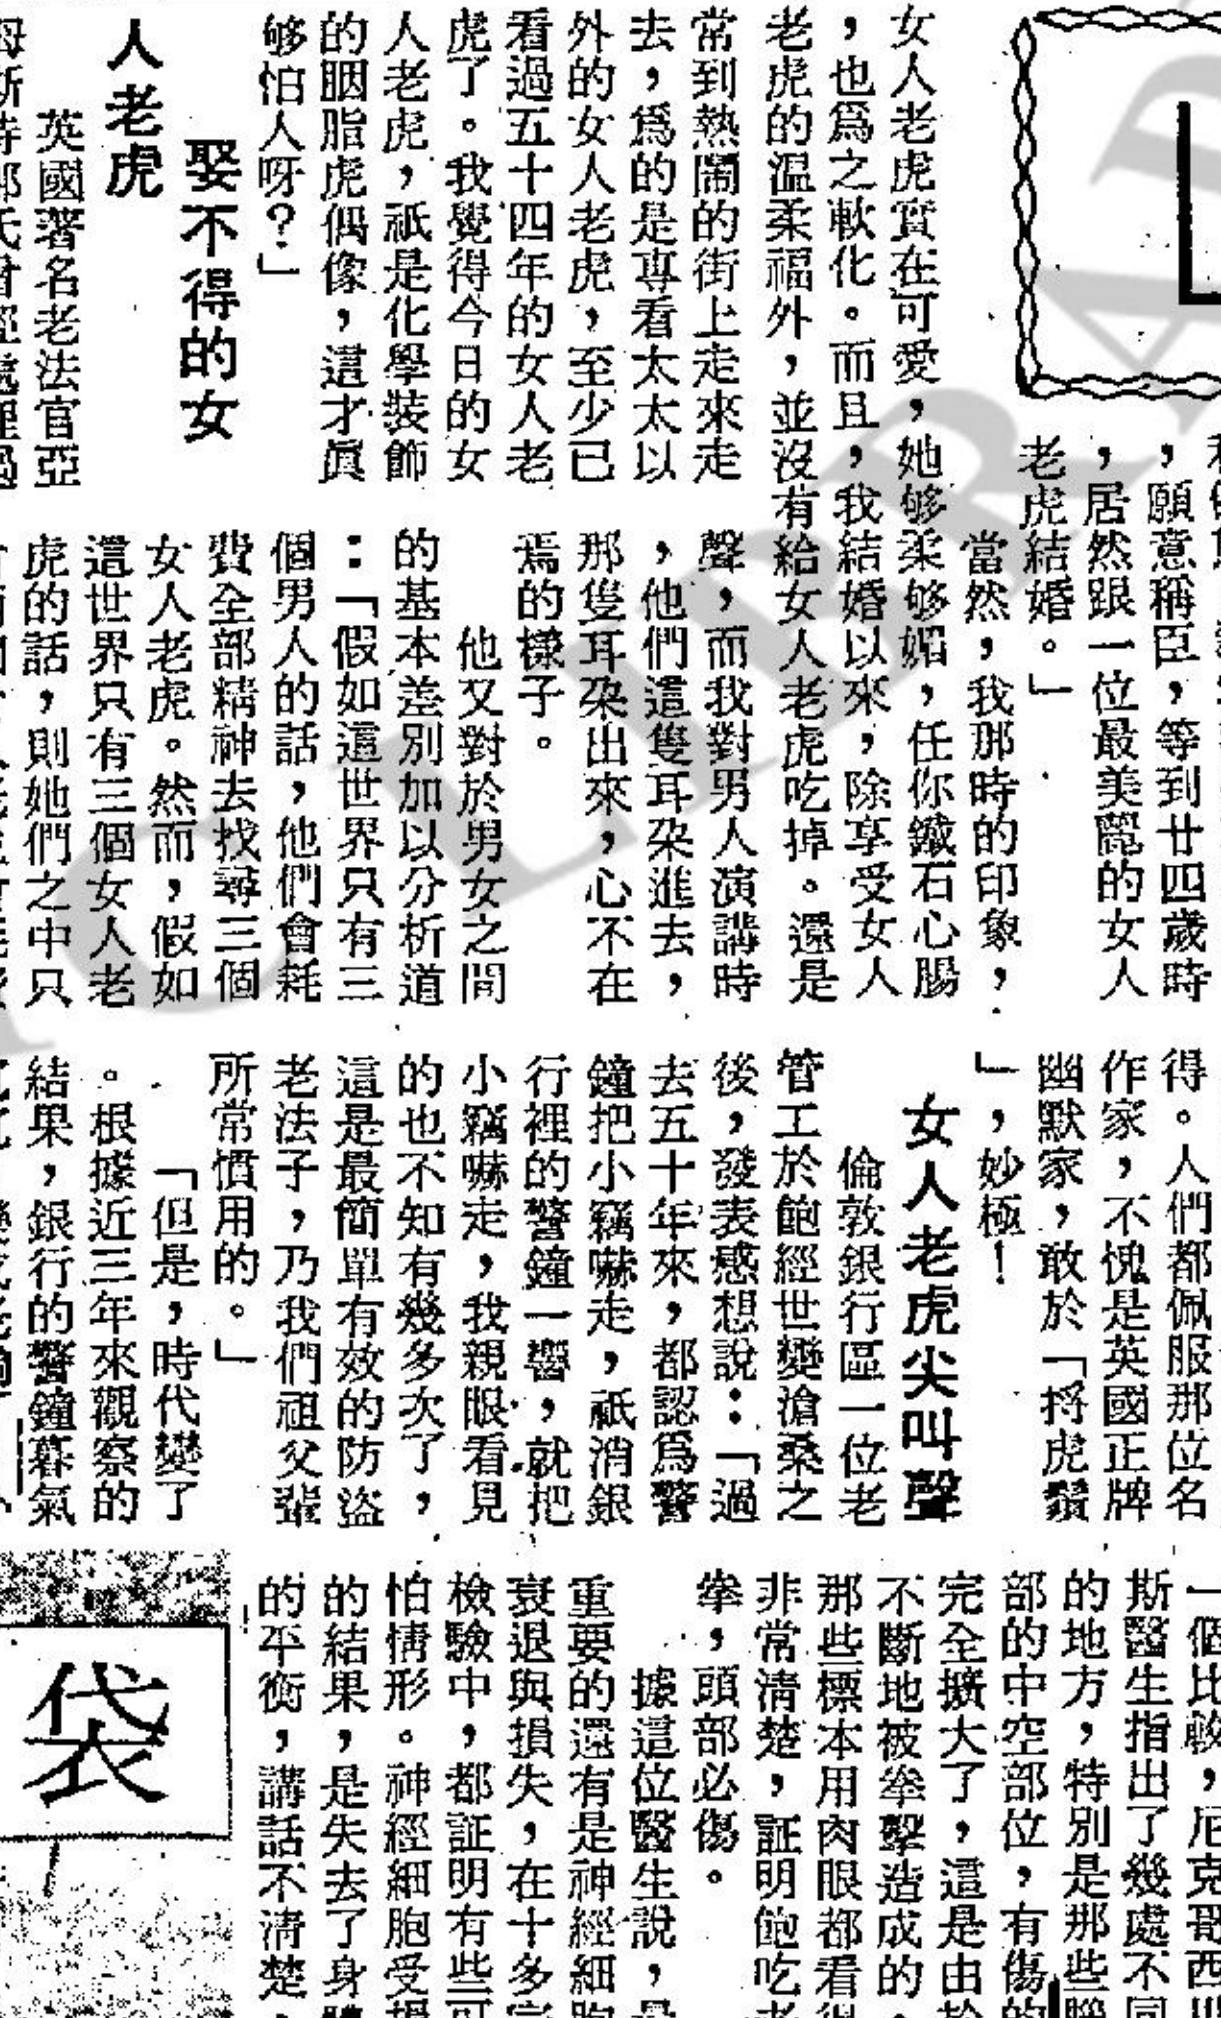 ，願意稱臣，等到廿四歲時
，居然跟一位最美麗的女人
老虎結婚。」
當然，我那時的印象，
女人老虎實在可愛，她够柔够媚，任你鐵石心腸
，也爲之軟化。而且，我結婚以來，除享受女人
老虎的溫柔福外，並沒有給女人老虎吃掉。還是
常到熱鬧的街上走來走
去，爲的是專看太太以
外的女人老虎，至少已
看過五十四年的女人老
虎了。我覺得今日的女
人老虎，祇是化學裝飾
的胭脂虎偶像，這才眞
够怕人呀？」
娶不得的女
人老虎
英國著名老法官亞
聲，而我對男人演講時
，他們這隻耳朶進去，
那隻耳朶出來，心不在
焉的樣子。
他又對於男女之間
的基本差別加以分析道
：「假如這世界只有三
個男人的話，他們會耗
費全部精神去找尋三個
女人老虎。然而，假如
這世界只有三個女人老
虎的話，則她們之中只
得。人們都佩服那位名
作家，不愧是英國正牌
幽默家，敢於「捋虎鬚
」，妙極！
女人老虎尖叫聲
倫敦銀行區一位老
管工於飽經世變滄桑之
後，發表感想說：「過
去五十年來，都認爲警
鐘把小竊嚇走，祇消銀
行裡的警鐘一響，就把
小竊嚇走，我親眼看見
的也不知有幾多次了，
這是最簡單有效的防盜
老法子，乃我們祖父輩
所常慣用的。」
「但是，時代變了
。根據近三年來觀察的
結果，銀行的警鐘暮氣
一個比較，厄克哥西
斯醫生指出了幾處不同
的地方，特別是那些
部的中空部位，有傷的
完全擴大了，這是由於
不斷地被拳擊造成的。
那些標本用肉眼都看得
非常清楚，証明飽吃老
拳，頭部必傷。
據這位醫生說，最
重要的還有是神經細胞
衰退與損失，在十多宗
檢驗中，都証明有些可
怕情形。神經細胞受損
的結果，是失去了身體
的平衡，講話不清楚，
袋